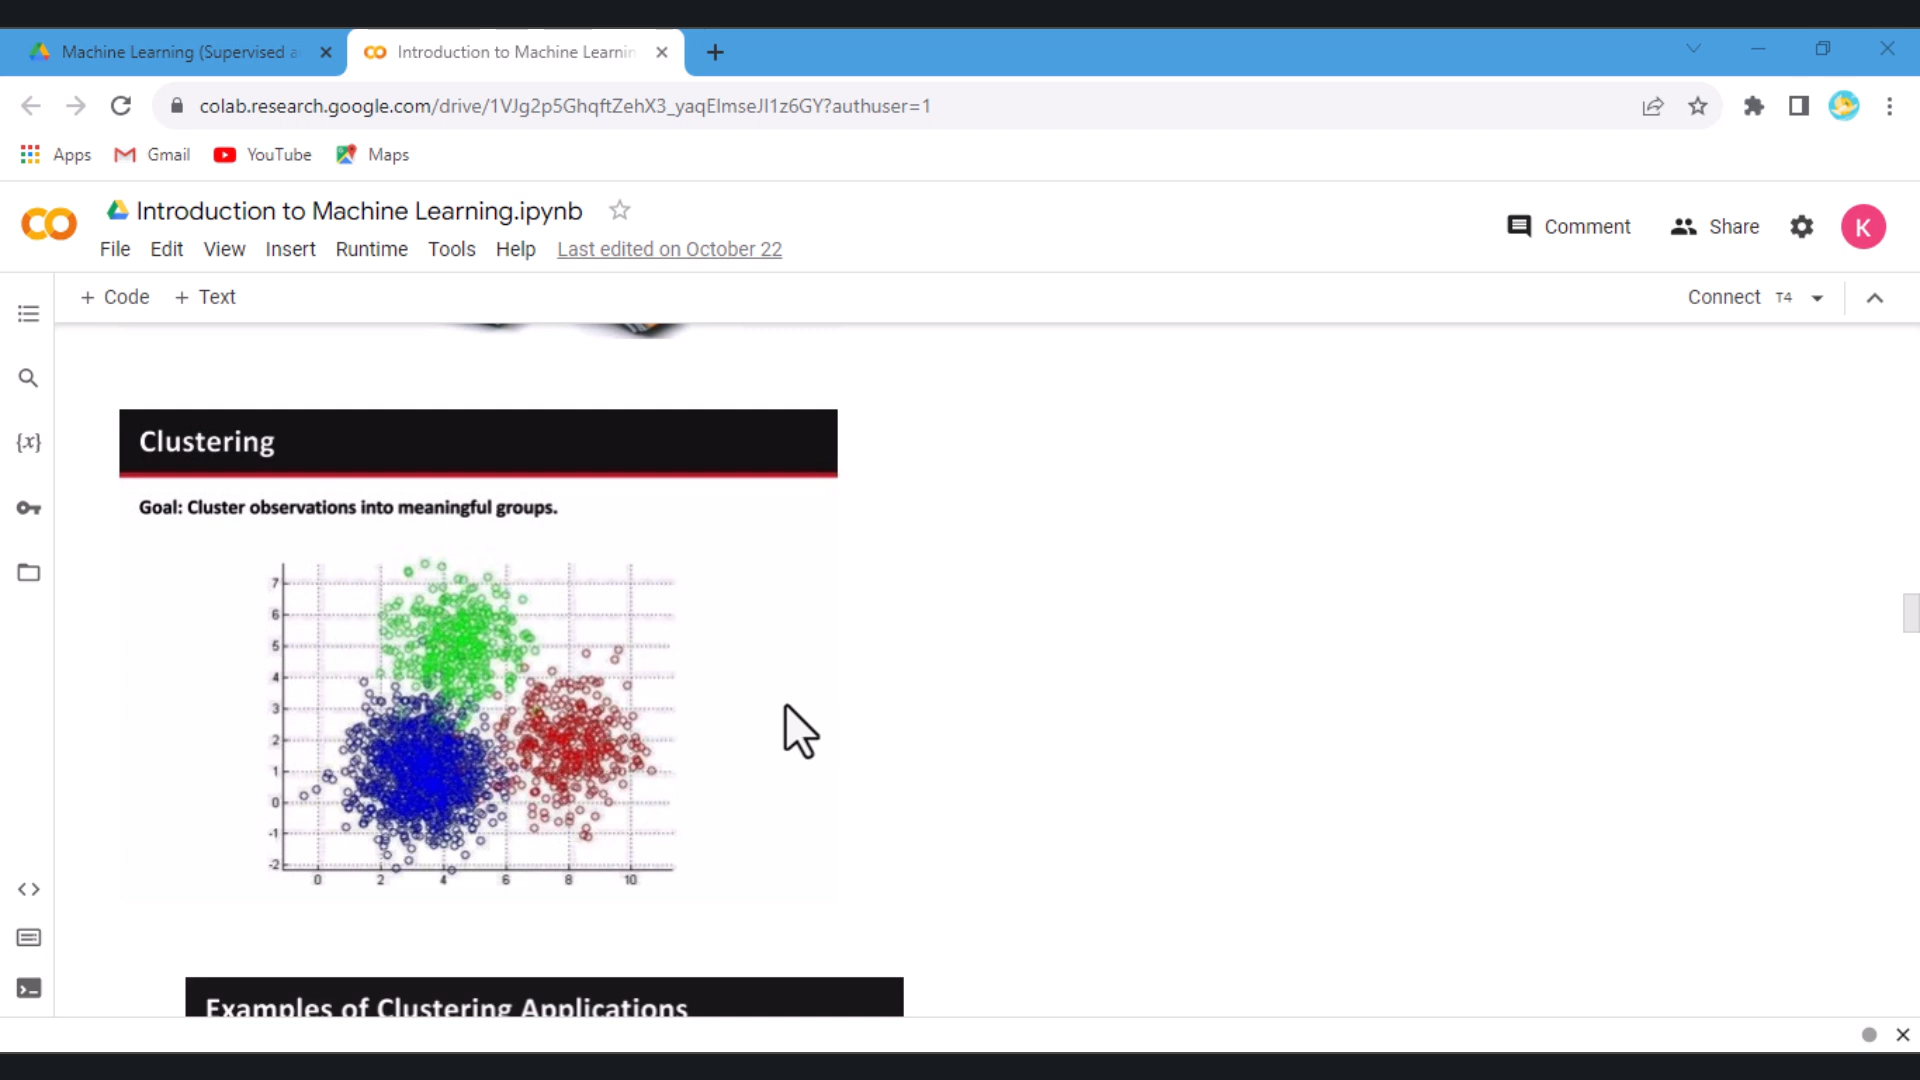 Machine Learning (Supervised a
Introduction to Machine Learnin
colab.research.google.com/drive/1VJg2p5GhqftZehX3_yaqElmseJI1z6GY?authuser=1
Apps Gmail YouTube Maps
Introduction to Machine Learning.ipynb
Comment Share K
File Edit View Insert Runtime Tools Help Last edited on October 22
+ Code + Text
Connect T4
{x}
Clustering
Goal: Cluster observations into meaningful groups.
7
6
5
4
3
2
1
0
-1
-2
0 2 4 6 8 10
Examples of Clustering Applications